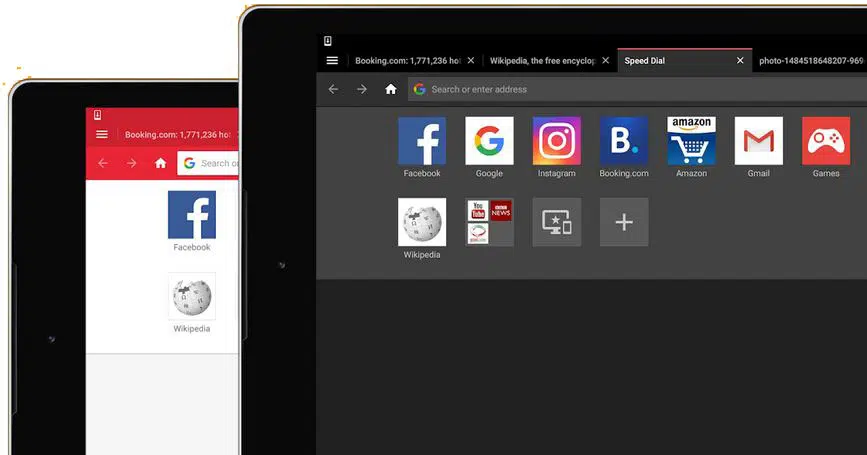 Booking.com: 1,771,236 ho
Search o
Facebook
Wikipedia
Booking.com: 1,771,236 ho
Wikipedia, the free encyclop
Speed Dial
photo-1484518648207-969
Search or enter address
Facebook
Google
Instagram
B.
Booking.com
amazon
Amazon
Gmail
Games
Wikipedia
You
Tube
BBC
NEWS